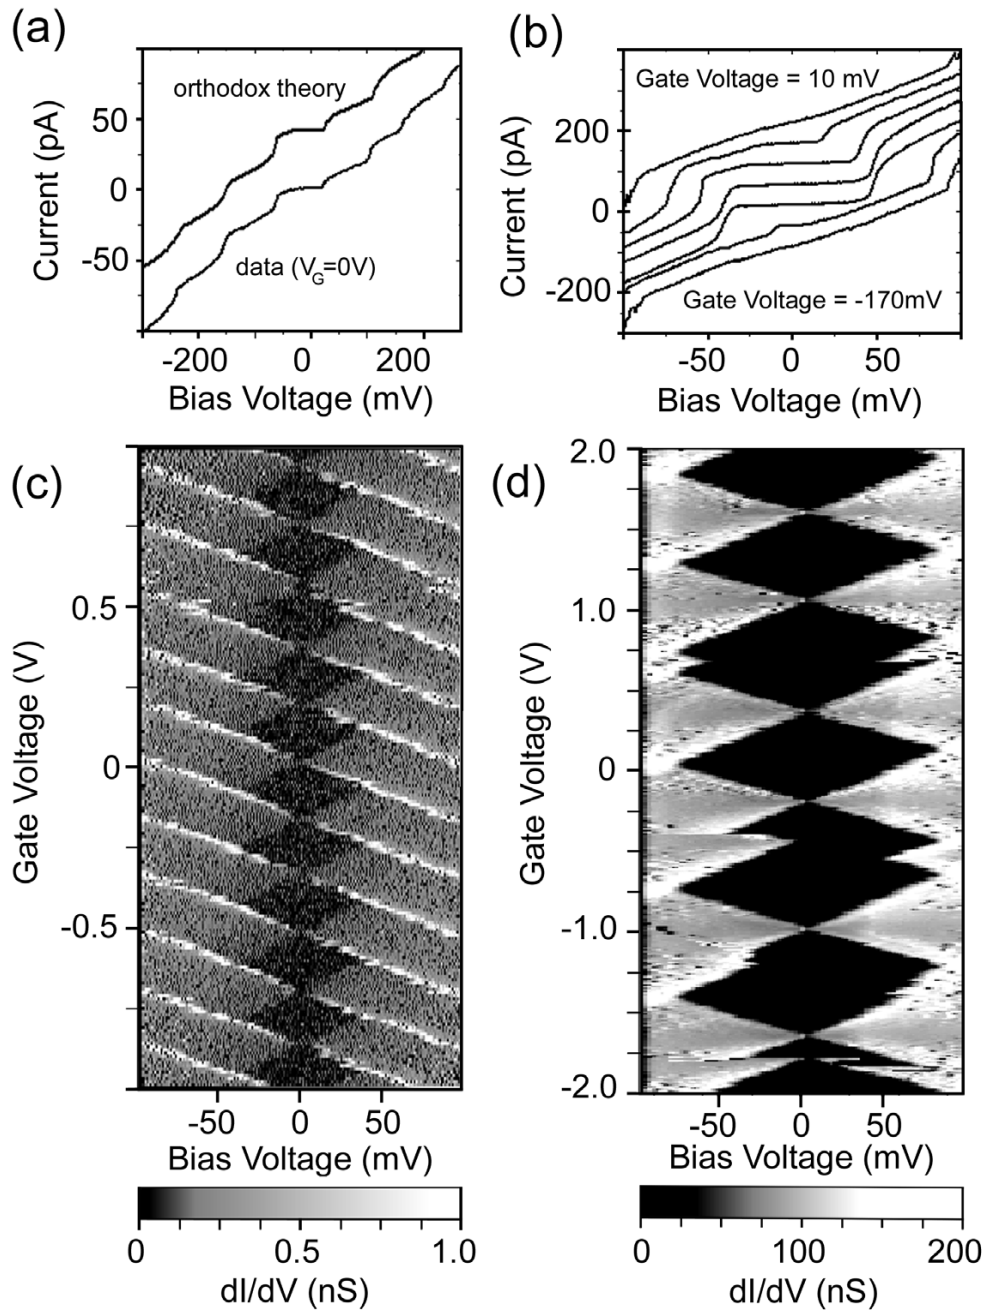 (a)
orthodox theory
data (V_G=0V)
Current (pA)
50
0
-50
-200 0 200
Bias Voltage (mV)
(b)
Gate Voltage = 10 mV
Gate Voltage = -170mV
Current (pA)
200
0
-200
-50 0 50
Bias Voltage (mV)
(c)
Gate Voltage (V)
0.5
0
-0.5
-50 0 50
Bias Voltage (mV)
0 0.5 1.0
dI/dV (nS)
(d)
Gate Voltage (V)
2.0
1.0
0
-1.0
-2.0
-50 0 50
Bias Voltage (mV)
0 100 200
dI/dV (nS)